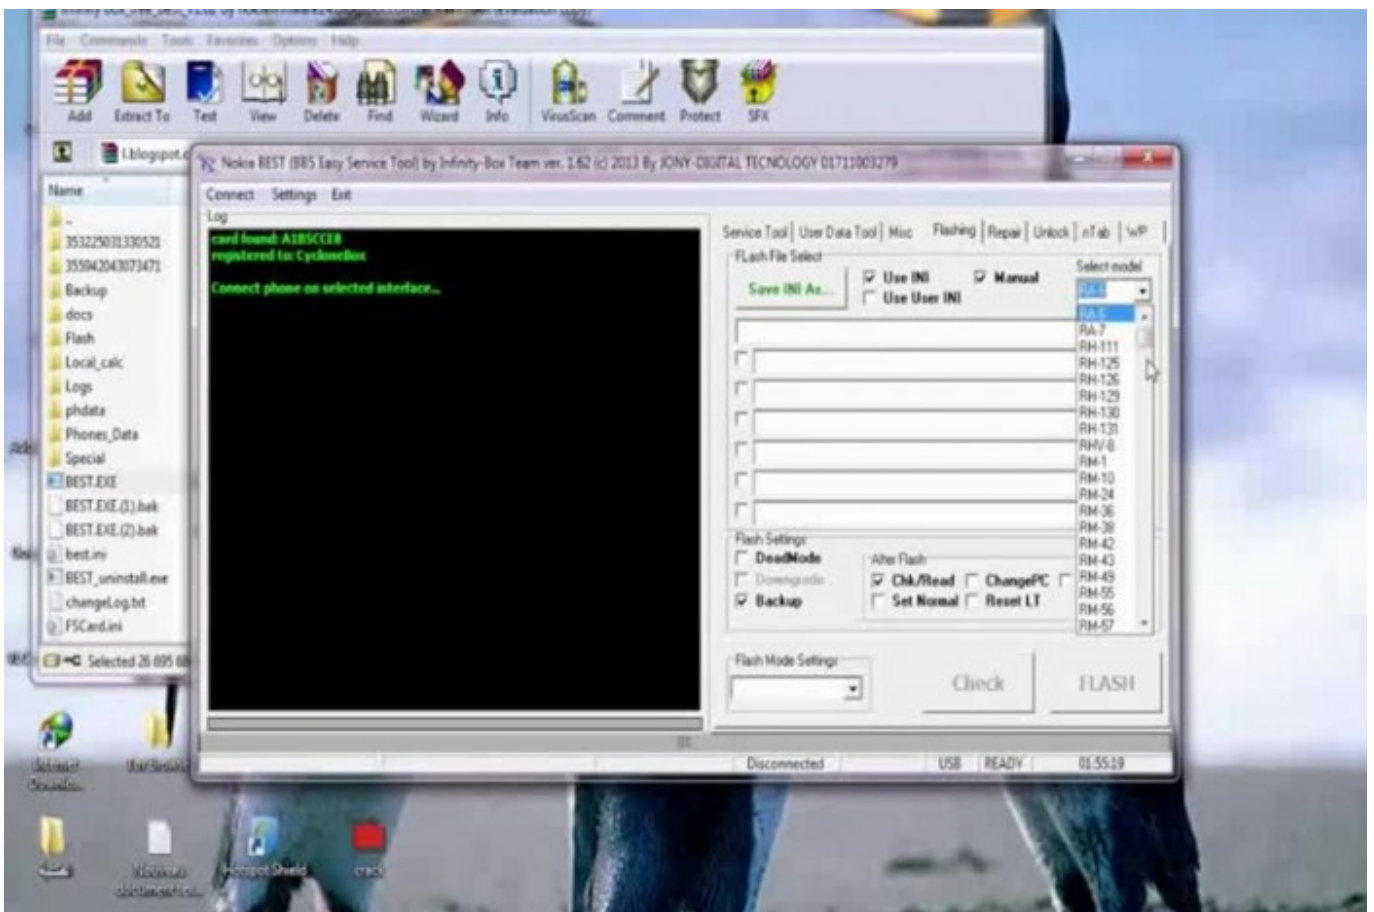 File Commands Tools Favorites Options Help
Add Extract To Test View Delete Find Wizard Info VirusScan Comment Protect SFX
Name
..
353225031330521
355942043073471
Backup
docs
Flash
Local_calc
Logs
phdata
Phones_Data
Special
BEST.EXE
BEST.EXE.(1).bak
BEST.EXE.(2).bak
best.ini
BEST_uninstall.exe
changeLog.txt
FSCard.ini
Nokia BEST (BB5 Easy Service Tool) by Infinity-Box Team ver. 1.62 (c) 2013 By JONY-DIGITAL TECNOLOGY 01711003279
Connect Settings Exit
Log
card found: A1B5CCE8
registered to: CycloneBox
Connect phone on selected interface...
Service Tool User Data Tool Misc Flashing Repair Unlock nTab WP
FLash File Select
Save INI As...
Use INI
Manual
Use User INI
Select model
RA-6
RA-6
RA-7
RH-111
RH-125
RH-126
RH-129
RH-130
RH-131
RHV-8
RM-1
RM-10
RM-24
RM-36
RM-38
RM-42
RM-43
RM-49
RM-55
RM-56
RM-57
Flash Settings
DeadMode
Downgrade
Backup
After Flash
Chk/Read ChangePC
Set Normal Reset LT
Flash Mode Settings
Check
FLASH
Disconnected USB READY 01:55:19
Internet
Nouveau
Hotspot Shield
crack